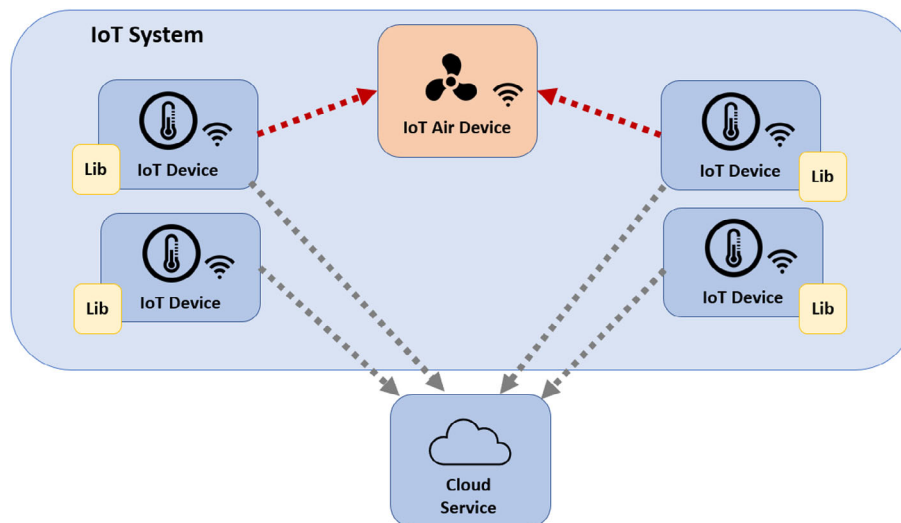 IoT System
IoT Air Device
IoT Device
Lib
IoT Device
Lib
IoT Device
Lib
IoT Device
Lib
Cloud
Service